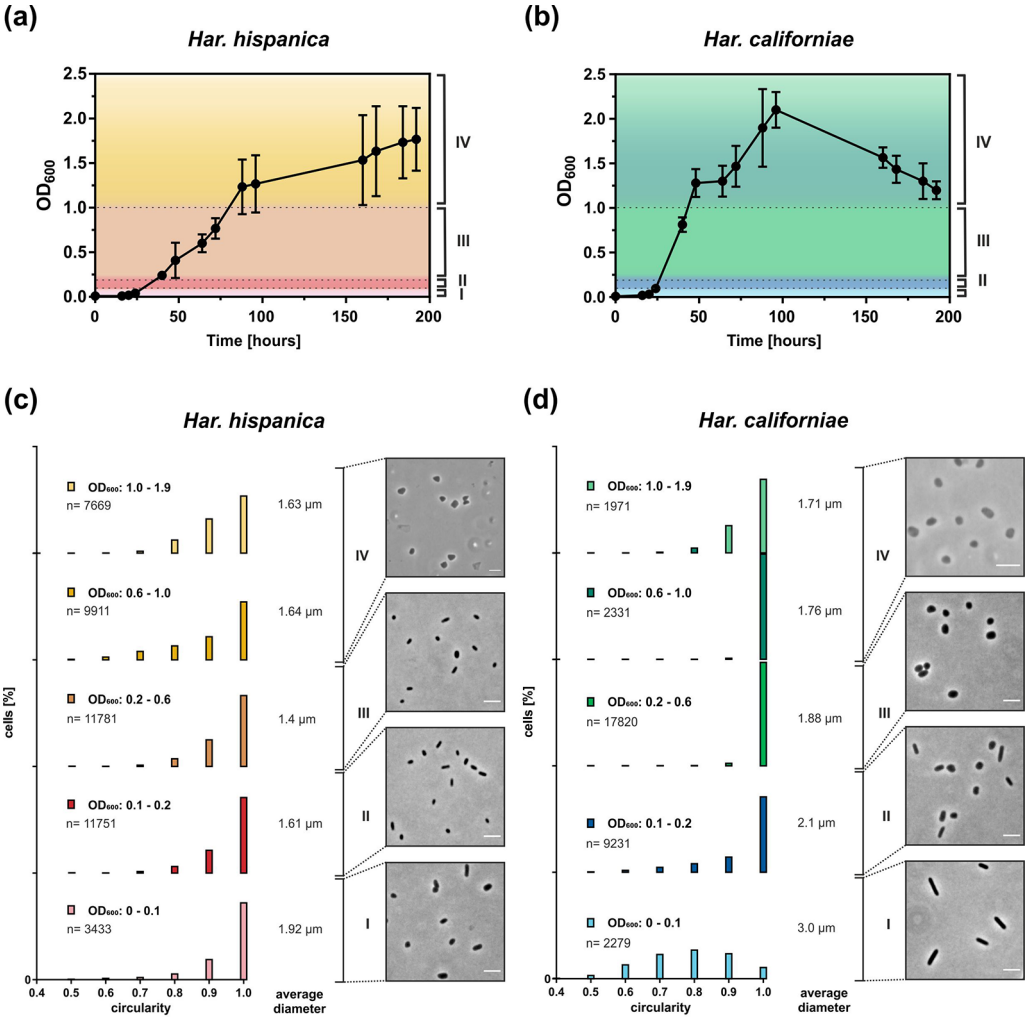 (a)
Har. hispanica
OD600
2.5
2.0
1.5
1.0
0.5
0.0
0
50
100
150
200
Time [hours]
IV
III
II
I
(b)
Har. californiae
OD600
2.5
2.0
1.5
1.0
0.5
0.0
0
50
100
150
200
Time [hours]
IV
III
II
I
(c)
Har. hispanica
cells [%]
OD600: 1.0 - 1.9
n= 7669
1.63 µm
OD600: 0.6 - 1.0
n= 9911
1.64 µm
OD600: 0.2 - 0.6
n= 11781
1.4 µm
OD600: 0.1 - 0.2
n= 11751
1.61 µm
OD600: 0 - 0.1
n= 3433
1.92 µm
IV
III
II
I
0
0.4 0.5 0.6 0.7 0.8 0.9 1.0
circularity
average
diameter
(d)
Har. californiae
cells [%]
OD600: 1.0 - 1.9
n= 1971
1.71 µm
OD600: 0.6 - 1.0
n= 2331
1.76 µm
OD600: 0.2 - 0.6
n= 17820
1.88 µm
OD600: 0.1 - 0.2
n= 9231
2.1 µm
OD600: 0 - 0.1
n= 2279
3.0 µm
IV
III
II
I
0
0.4 0.5 0.6 0.7 0.8 0.9 1.0
circularity
average
diameter